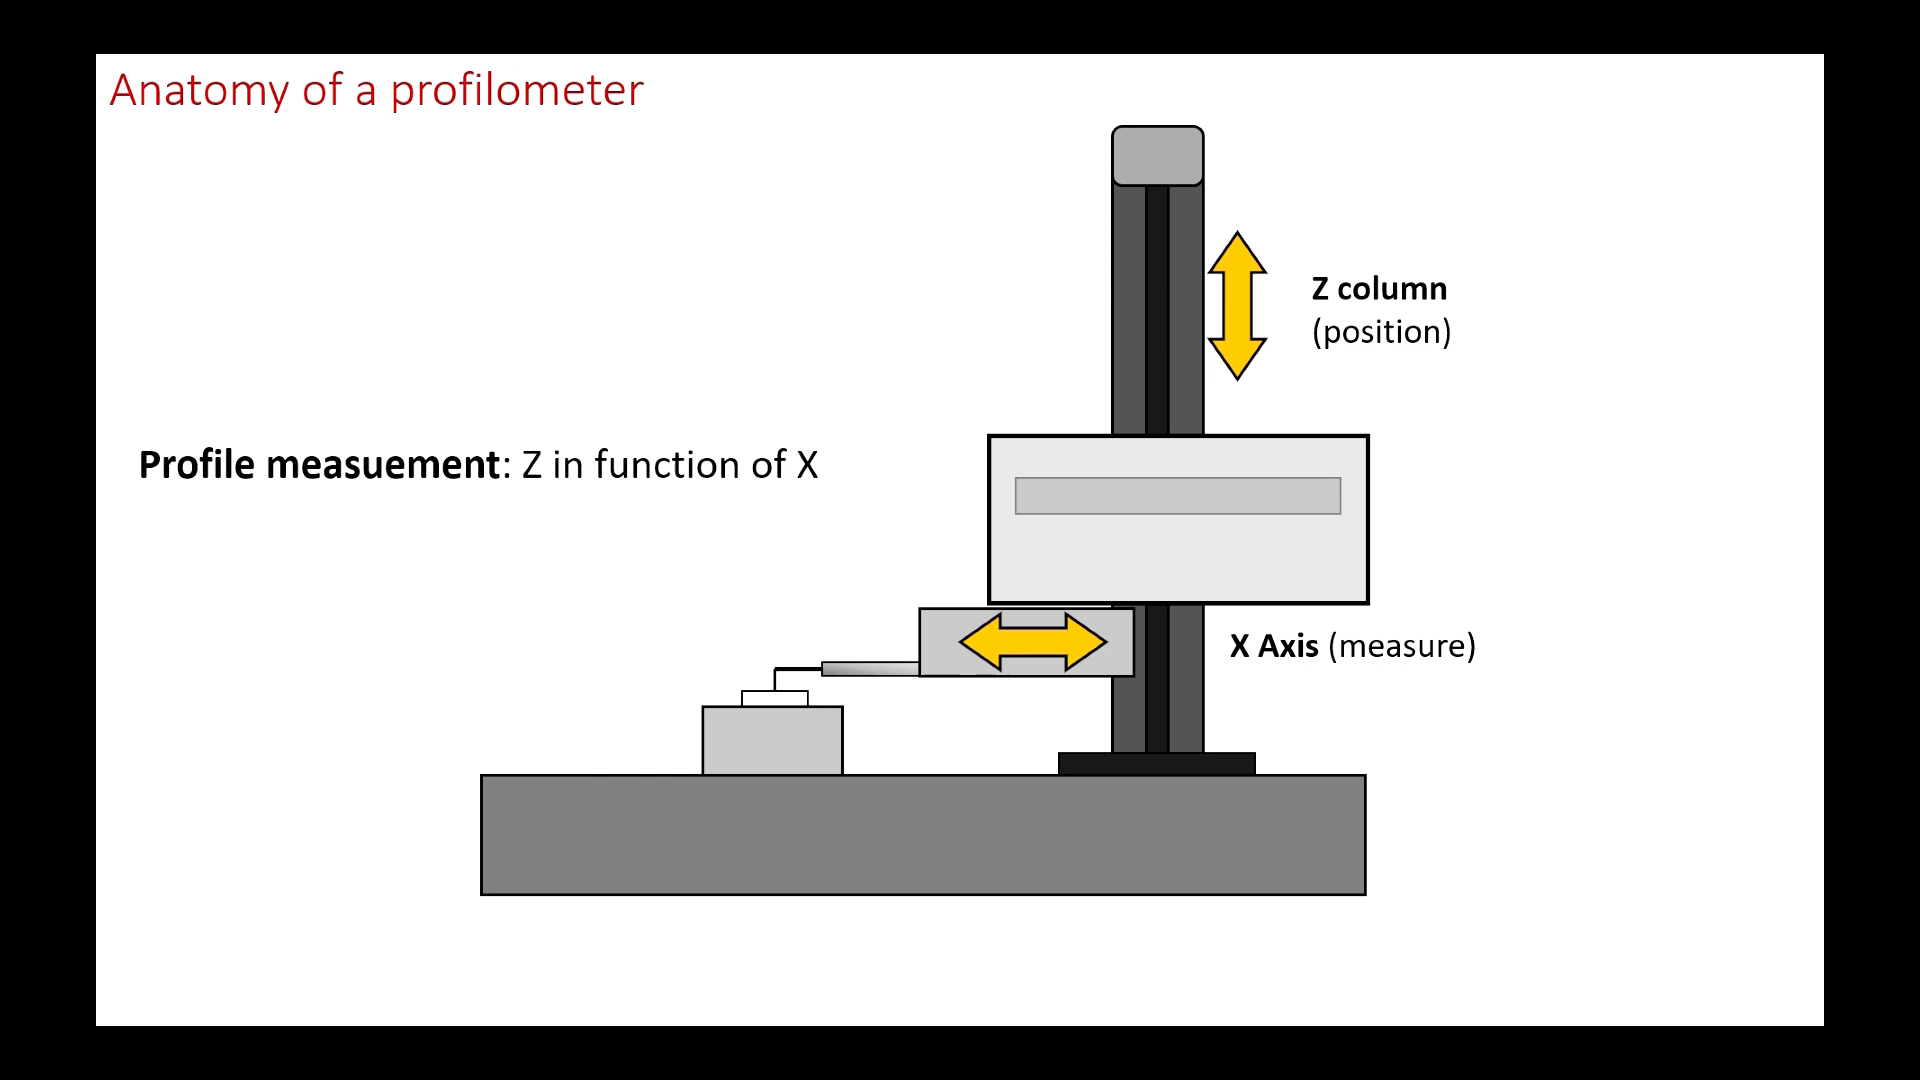 Anatomy of a profilometer
Z column
(position)
Profile measuement: Z in function of X
X Axis (measure)